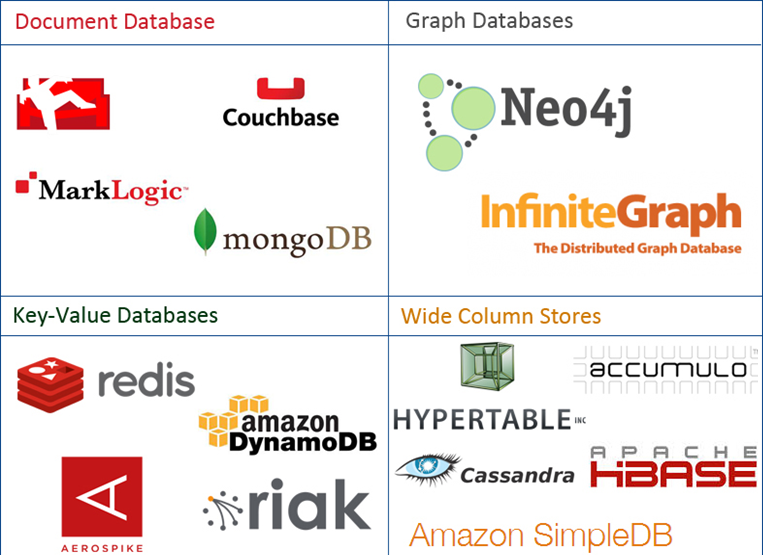 Document Database
Couchbase
MarkLogic™
mongoDB
Graph Databases
Neo4j
InfiniteGraph
The Distributed Graph Database
Key-Value Databases
redis
amazon
DynamoDB
AEROSPIKE
riak
Wide Column Stores
accumulo
HYPERTABLE INC
Cassandra
APACHE
HBASE
Amazon SimpleDB